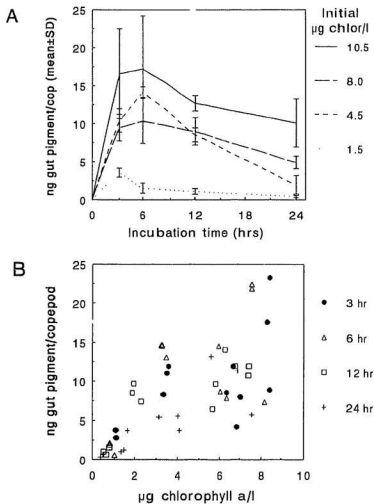 A
ng gut pigment/cop (mean±SD)
25
20
15
10
5
0
0
6
12
18
24
Incubation time (hrs)
Initial
µg chlor/l
10.5
8.0
4.5
1.5
B
ng gut pigment/copepod
25
20
15
10
5
0
0
2
4
6
8
10
µg chlorophyll a/l
3 hr
6 hr
12 hr
24 hr